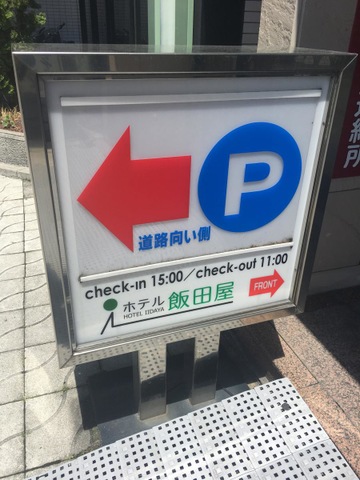 P
道路向い側
check-in 15:00/check-out 11:00
ホテル 飯田屋
HOTEL IIDAYA
FRONT